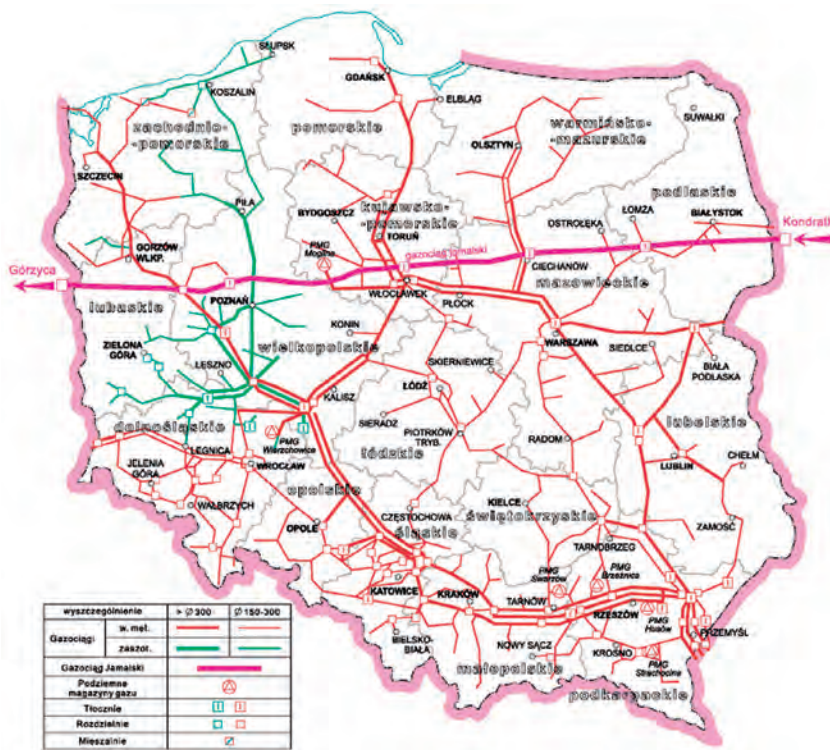 SŁUPSK
GDAŃSK
KOSZALIN
ELBLĄG
SUWAŁKI
zachodnio-
-pomorskie
pomorskie
warmińsko-
-mazurskie
OLSZTYN
SZCZECIN
PIŁA
BYDGOSZCZ
kujawsko-
-pomorskie
podlaskie
OSTROŁĘKA
ŁOMŻA
BIAŁYSTOK
TORUŃ
Kondratki
GORZÓW
WLKP.
PMG
Mogilno
gazociąg Jamalski
Górzyca
CIECHANÓW
mazowieckie
lubuskie
POZNAŃ
WŁOCŁAWEK
PŁOCK
KONIN
WARSZAWA
SIEDLCE
ZIELONA
GÓRA
wielkopolskie
SKIERNIEWICE
BIAŁA
PODLASKA
LESZNO
KALISZ
ŁÓDŹ
SIERADZ
PIOTRKÓW
TRYB.
lubelskie
dolnośląskie
PMG
Wierzchowice
łódzkie
RADOM
LEGNICA
WROCŁAW
LUBLIN
CHEŁM
JELENIA
GÓRA
opolskie
KIELCE
WAŁBRZYCH
CZĘSTOCHOWA
świętokrzyskie
ZAMOŚĆ
OPOLE
śląskie
TARNOBRZEG
PMG
Swarzów
PMG
Brzeźnica
KATOWICE
KRAKÓW
TARNÓW
RZESZÓW
PMG
Husów
PRZEMYŚL
BIELSKO-
BIAŁA
NOWY SĄCZ
KROSNO
PMG
Strachocina
małopolskie
podkarpackie
wyszczególnienie > Ø 300 Ø 150-300
Gazociągi w. met.
zaazot.
Gazociąg Jamalski
Podziemne
magazyny gazu
Tłocznie
Rozdzielnie
Mieszalnie